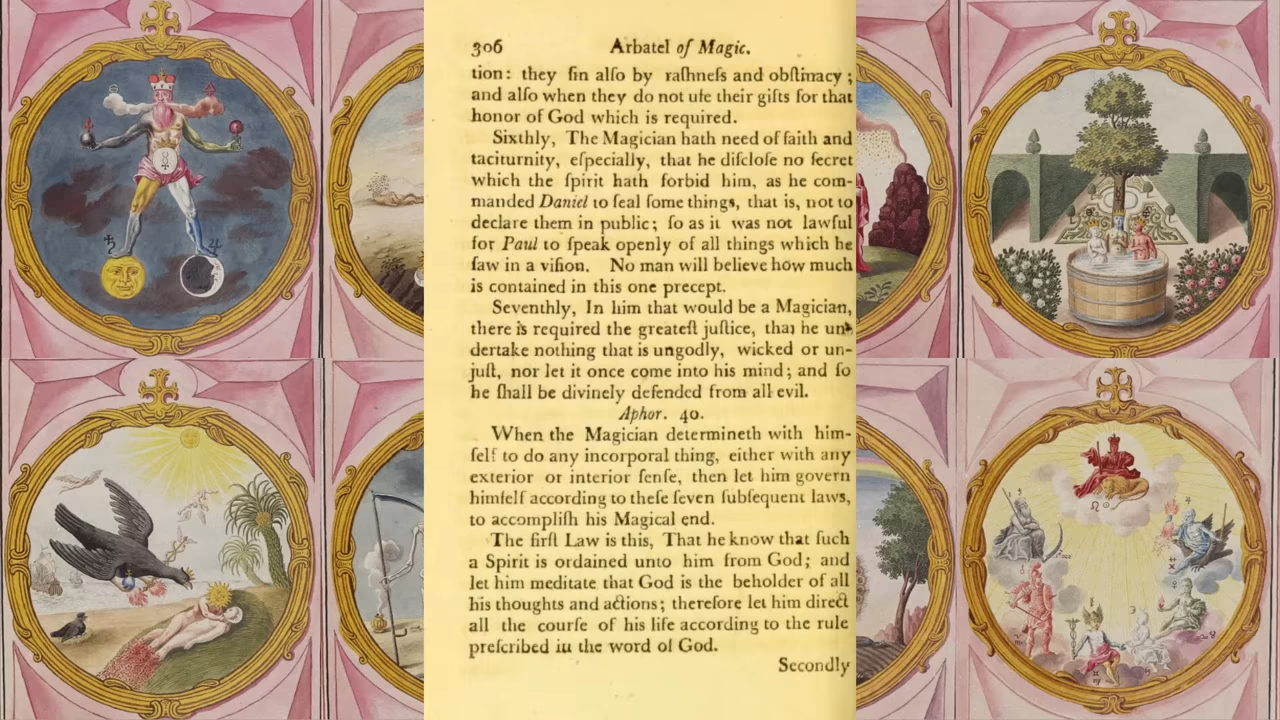 306 Arbatel of Magic.
tion: they ſin alſo by raſhneſs and obſtinacy;
and alſo when they do not uſe their gifts for that
honor of God which is required.
Sixthly, The Magician hath need of faith and
taciturnity, eſpecially, that he diſcloſe no ſecret
which the ſpirit hath forbid him, as he com-
manded Daniel to ſeal ſome things, that is, not to
declare them in public; ſo as it was not lawful
for Paul to ſpeak openly of all things which he
ſaw in a viſion. No man will believe how much
is contained in this one precept.
Seventhly, In him that would be a Magician,
there is required the greateſt juſtice, that he un-
dertake nothing that is ungodly, wicked or un-
juſt, nor let it once come into his mind; and ſo
he ſhall be divinely defended from all evil.
Aphor. 40.
When the Magician determineth with him-
ſelf to do any incorporal thing, either with any
exterior or interior ſenſe, then let him govern
himſelf according to theſe ſeven ſubſequent laws,
to accompliſh his Magical end.
The firſt Law is this, That he know that ſuch
a Spirit is ordained unto him from God; and
let him meditate that God is the beholder of all
his thoughts and actions; therefore let him direct
all the courſe of his life according to the rule
preſcribed in the word of God.
Secondly